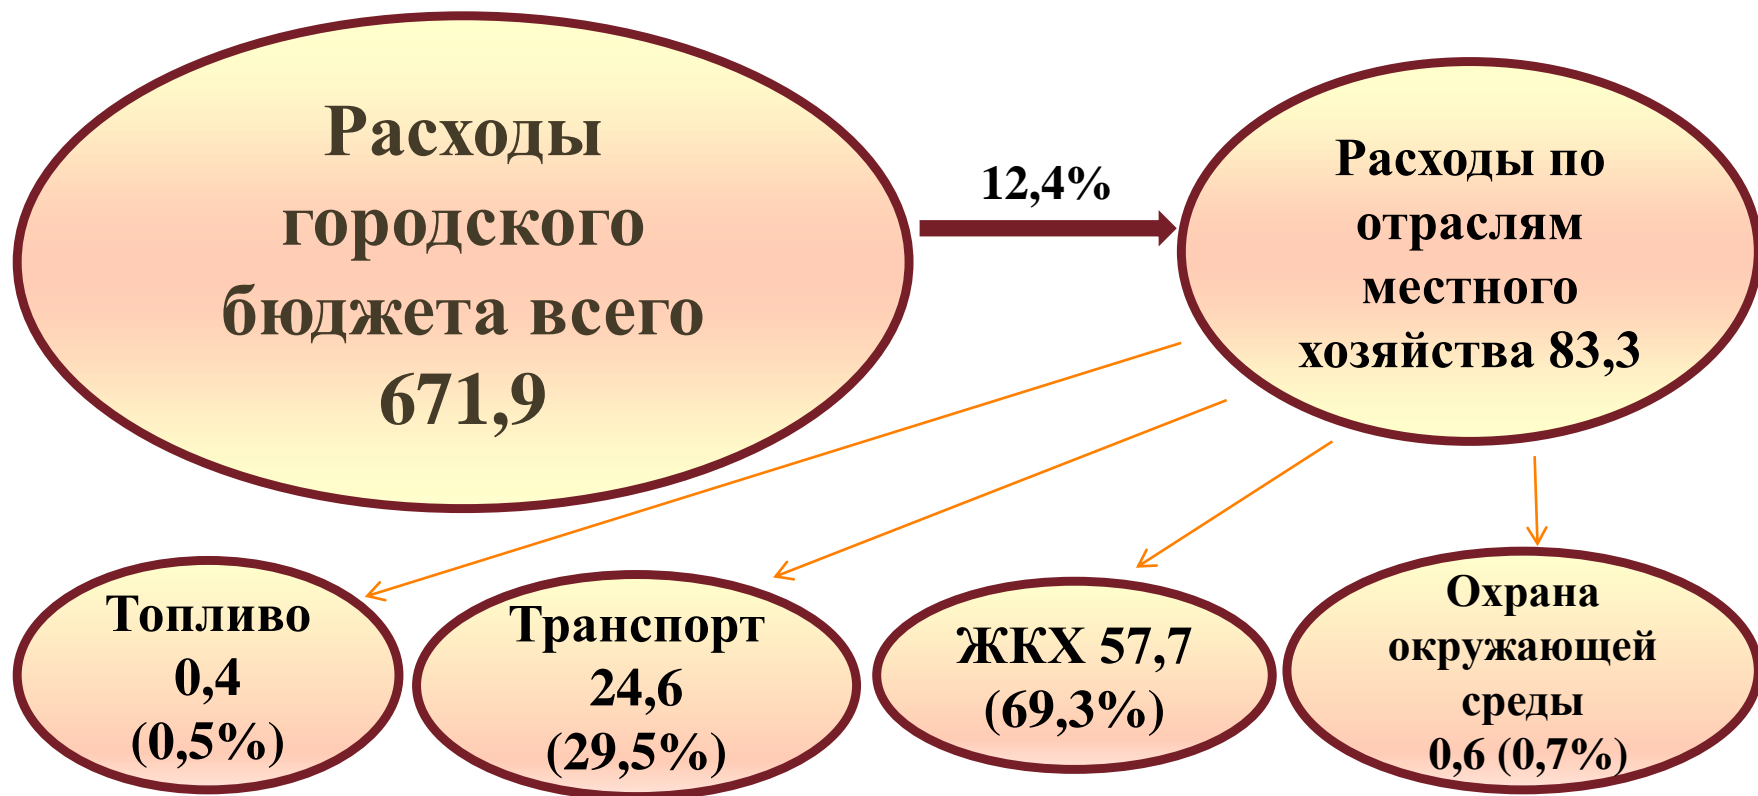 Расходы
городского
бюджета всего
671,9
12,4%
Расходы по
отраслям
местного
хозяйства 83,3
Топливо
0,4
(0,5%)
Транспорт
24,6
(29,5%)
ЖКХ 57,7
(69,3%)
Охрана
окружающей
среды
0,6 (0,7%)